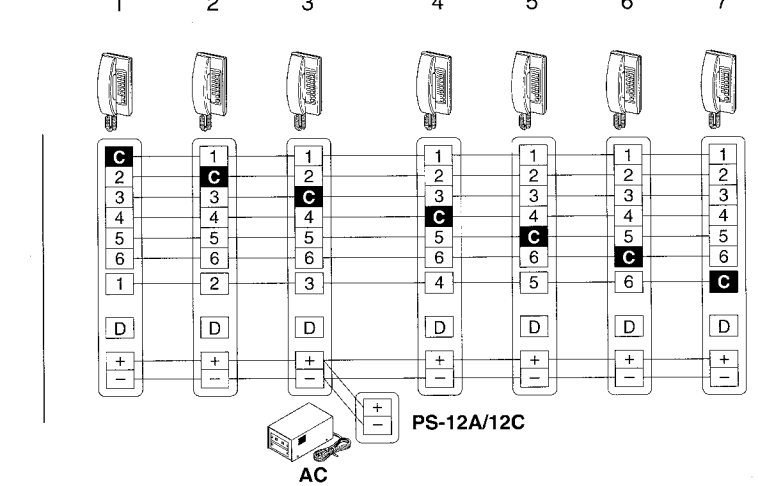 1 2 3 4 5 6 7
C 1 1 1 1 1 1
2 C 2 2 2 2 2
3 3 C 3 3 3 3
4 4 4 C 4 4 4
5 5 5 5 C 5 5
6 6 6 6 6 C 6
1 2 3 4 5 6 C
D D D D D D D
+ + + + + + +
− − − − − − −
+
−
PS-12A/12C
AC